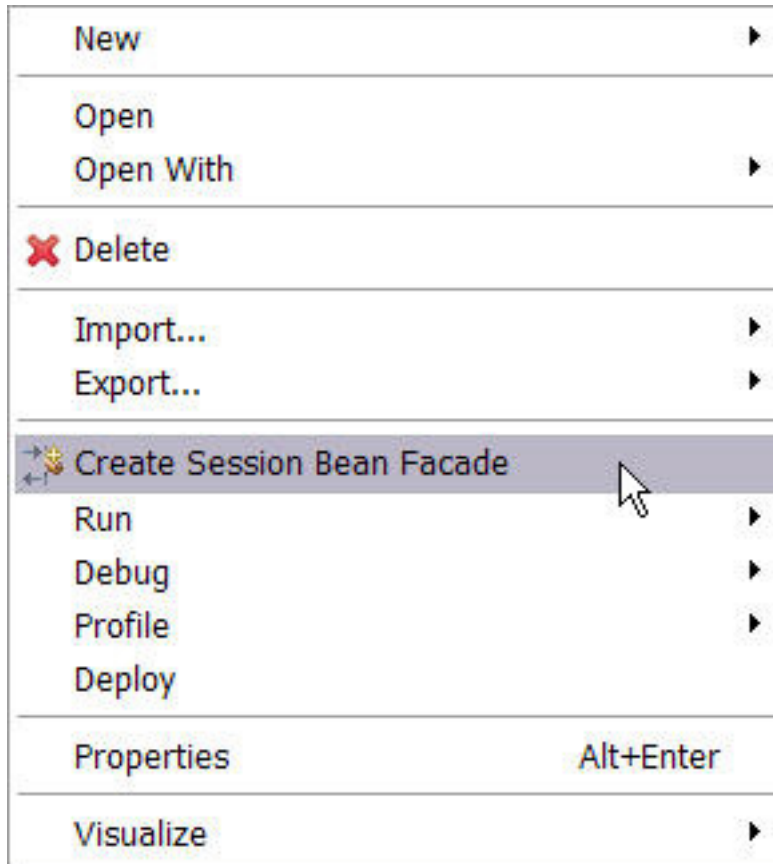 New
Open
Open With
Delete
Import...
Export...
Create Session Bean Facade
Run
Debug
Profile
Deploy
Properties Alt+Enter
Visualize